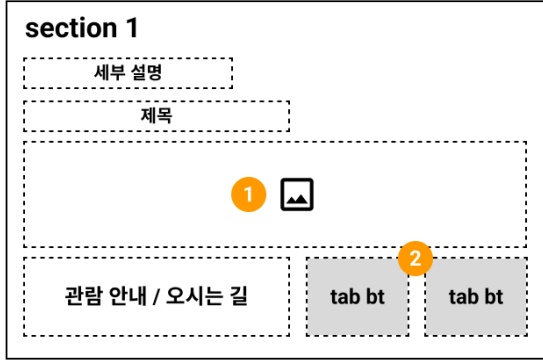 section 1
세부 설명
제목
1
2
관람 안내 / 오시는 길
tab bt
tab bt